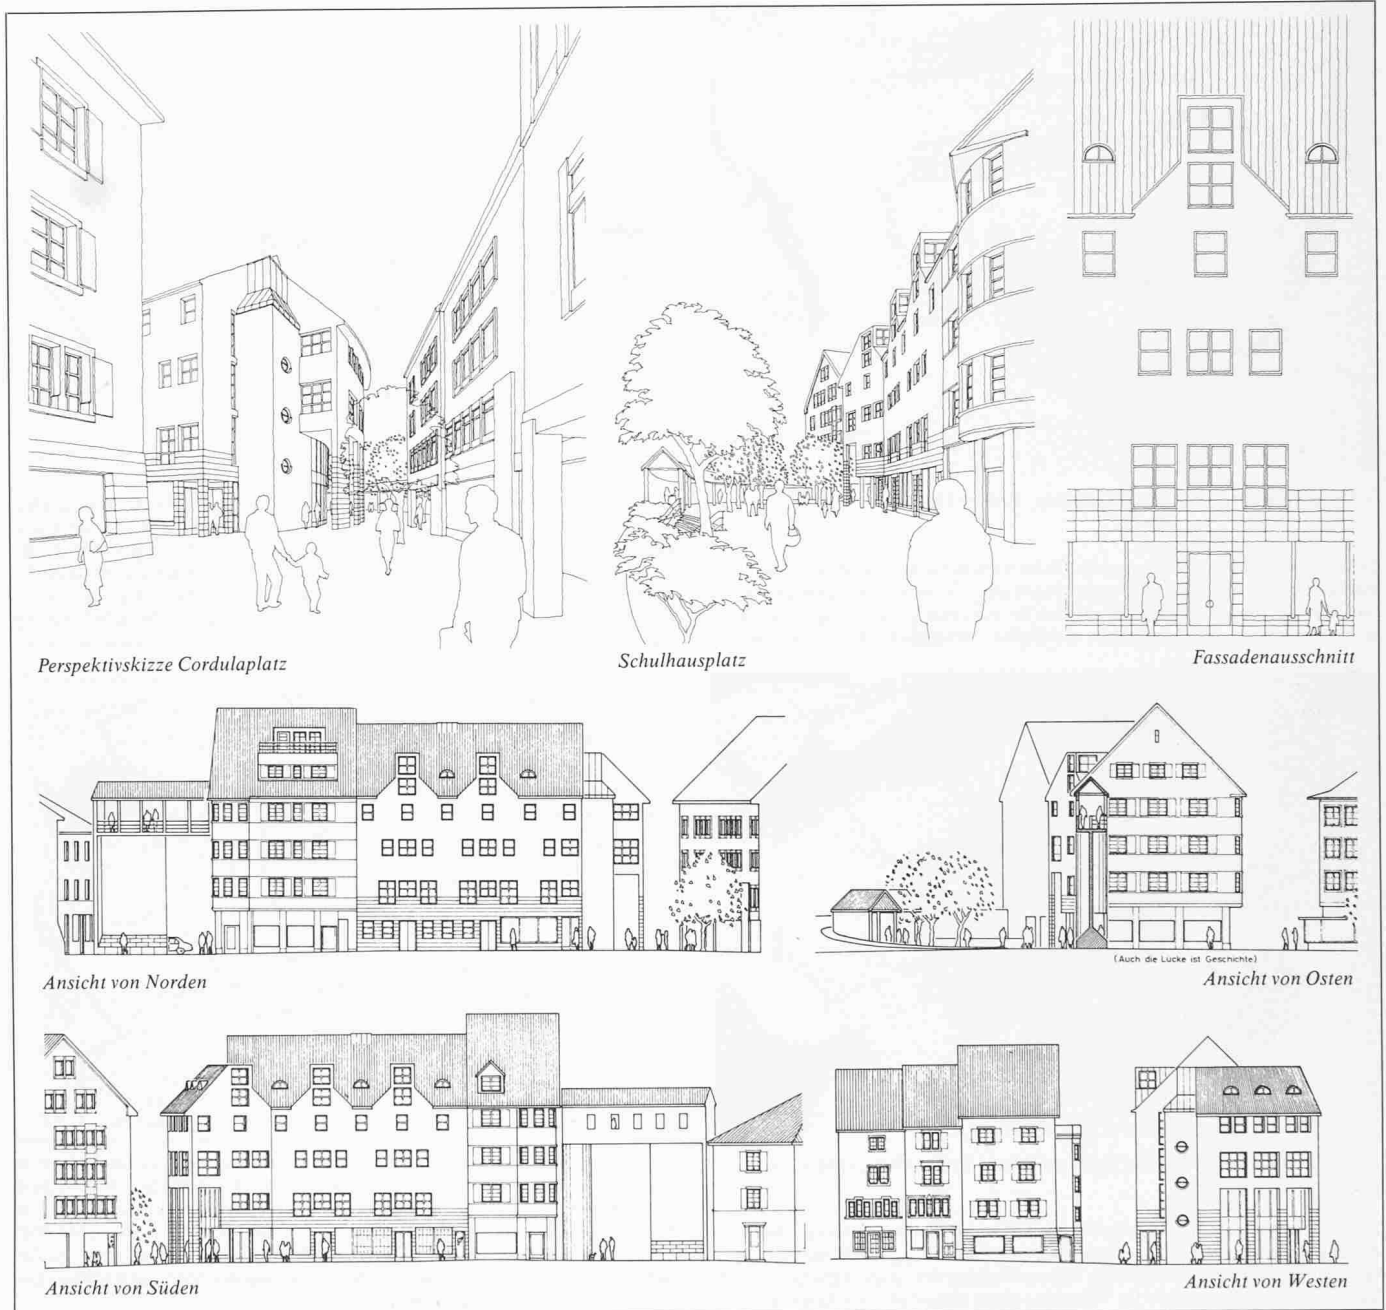 Perspektivskizze Cordulaplatz
Schulhausplatz
Fassadenausschnitt
Ansicht von Norden
(Auch die Lücke ist Geschichte)
Ansicht von Osten
Ansicht von Süden
Ansicht von Westen